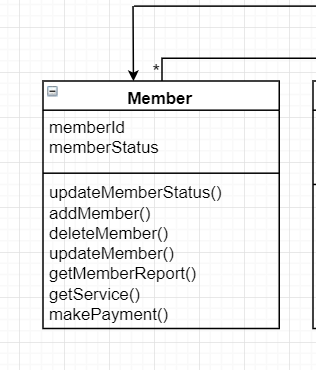 *
Member
memberId
memberStatus
updateMemberStatus()
addMember()
deleteMember()
updateMember()
getMemberReport()
getService()
makePayment()